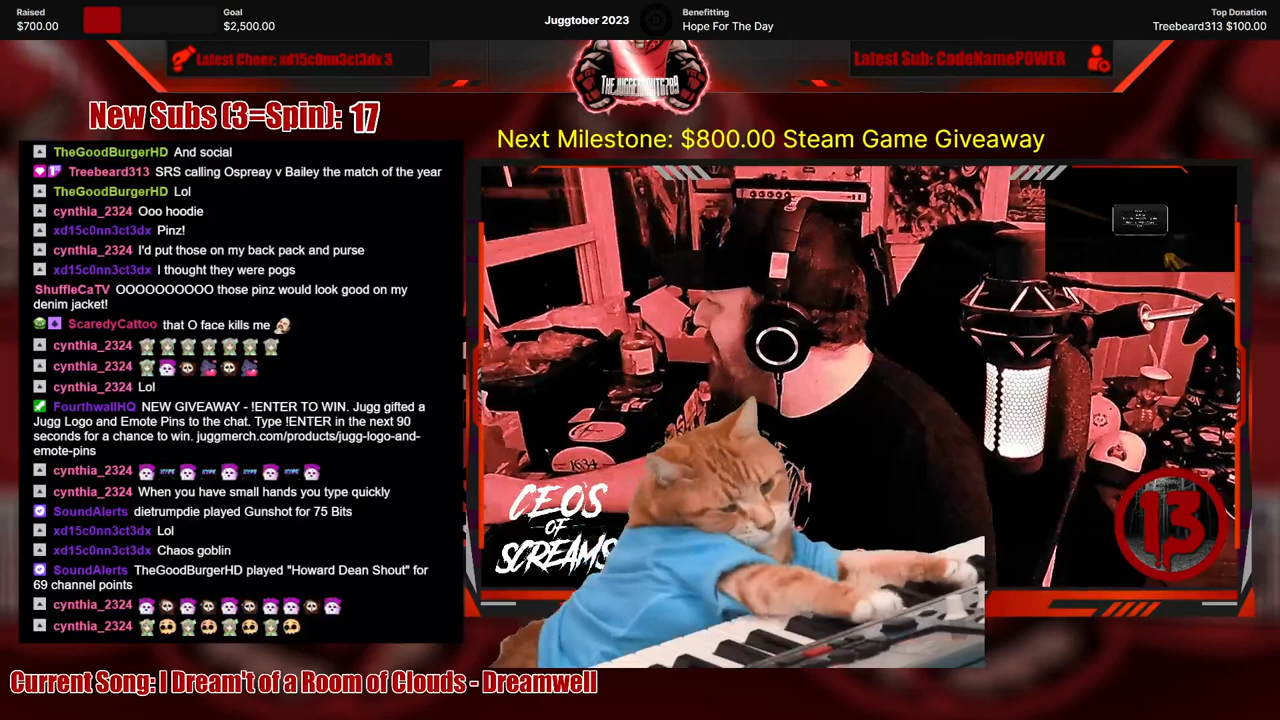 Raised
$700.00
Goal
$2,500.00
Juggtober 2023
Benefitting
Hope For The Day
Top Donation
Treebeard313 $100.00
Latest Cheer: xd15c0nn3ct3dx 3
THEJUGGERNAUT6789
Latest Sub: CodeNamePOWER
New Subs (3=Spin): 17
Next Milestone: $800.00 Steam Game Giveaway
TheGoodBurgerHD And social
Treebeard313 SRS calling Ospreay v Bailey the match of the year
TheGoodBurgerHD Lol
cynthia_2324 Ooo hoodie
xd15c0nn3ct3dx Pinz!
cynthia_2324 I'd put those on my back pack and purse
xd15c0nn3ct3dx I thought they were pogs
ShuffleCaTV OOOOOOOOOO those pinz would look good on my
denim jacket!
ScaredyCattoo that O face kills me
cynthia_2324
cynthia_2324
cynthia_2324 Lol
FourthwallHQ NEW GIVEAWAY - !ENTER TO WIN. Jugg gifted a
Jugg Logo and Emote Pins to the chat. Type !ENTER in the next 90
seconds for a chance to win. juggmerch.com/products/jugg-logo-and-
emote-pins
cynthia_2324 HYPE HYPE HYPE HYPE
cynthia_2324 When you have small hands you type quickly
SoundAlerts dietrumpdie played Gunshot for 75 Bits
xd15c0nn3ct3dx Lol
xd15c0nn3ct3dx Chaos goblin
SoundAlerts TheGoodBurgerHD played "Howard Dean Shout" for
69 channel points
cynthia_2324
cynthia_2324
1634
CEO'S
OF
SCREAMS
13
Current Song: I Dream't of a Room of Clouds - Dreamwell